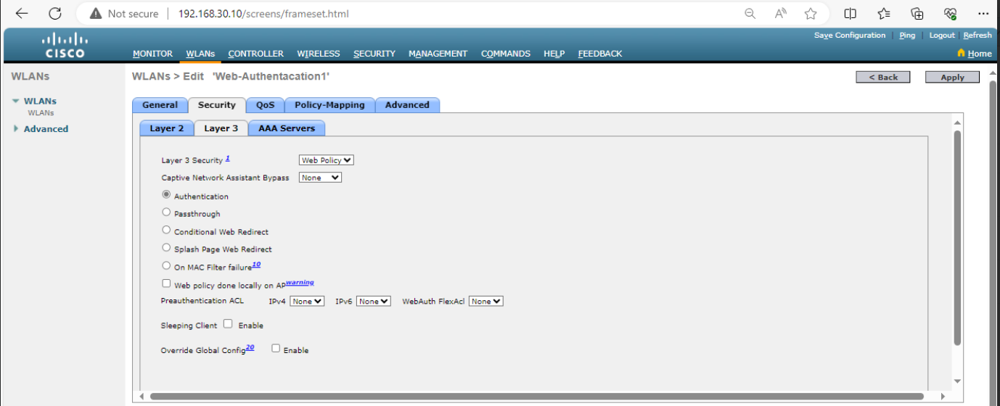 Not secure 192.168.30.10/screens/frameset.html
CISCO
Save Configuration Ping Logout Refresh
MONITOR WLANs CONTROLLER WIRELESS SECURITY MANAGEMENT COMMANDS HELP FEEDBACK Home
WLANs
WLANs
WLANs
Advanced
WLANs > Edit 'Web-Authentacation1' < Back Apply
General Security QoS Policy-Mapping Advanced
Layer 2 Layer 3 AAA Servers
Layer 3 Security 1 Web Policy
Captive Network Assistant Bypass None
Authentication
Passthrough
Conditional Web Redirect
Splash Page Web Redirect
On MAC Filter failure10
Web policy done locally on APwarning
Preauthentication ACL IPv4 None IPv6 None WebAuth FlexAcl None
Sleeping Client Enable
Override Global Config20 Enable